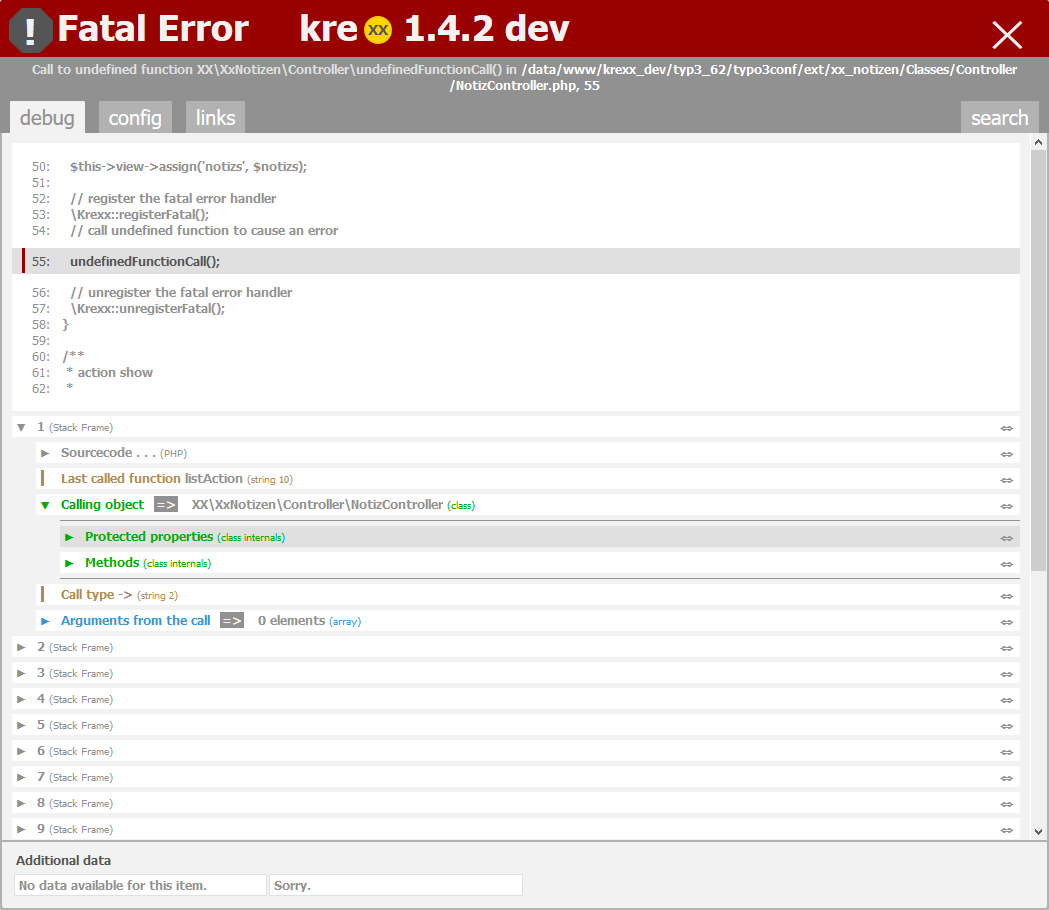 ! Fatal Error kre XX 1.4.2 dev
Call to undefined function XX\XxNotizen\Controller\undefinedFunctionCall() in /data/www/krexx_dev/typ3_62/typo3conf/ext/xx_notizen/Classes/Controller
/NotizController.php, 55
debug config links search
50: $this->view->assign('notizs', $notizs);
51:
52: // register the fatal error handler
53: \Krexx::registerFatal();
54: // call undefined function to cause an error
55: undefinedFunctionCall();
56: // unregister the fatal error handler
57: \Krexx::unregisterFatal();
58: }
59:
60: /**
61: * action show
62: *
▼ 1 (Stack Frame) ⇔
► Sourcecode . . . (PHP) ⇔
Last called function listAction (string 10) ⇔
▼ Calling object => XX\XxNotizen\Controller\NotizController (class) ⇔
► Protected properties (class internals) ⇔
► Methods (class internals) ⇔
Call type -> (string 2) ⇔
► Arguments from the call => 0 elements (array) ⇔
► 2 (Stack Frame) ⇔
► 3 (Stack Frame) ⇔
► 4 (Stack Frame) ⇔
► 5 (Stack Frame) ⇔
► 6 (Stack Frame) ⇔
► 7 (Stack Frame) ⇔
► 8 (Stack Frame) ⇔
► 9 (Stack Frame) ⇔
Additional data
No data available for this item. Sorry.